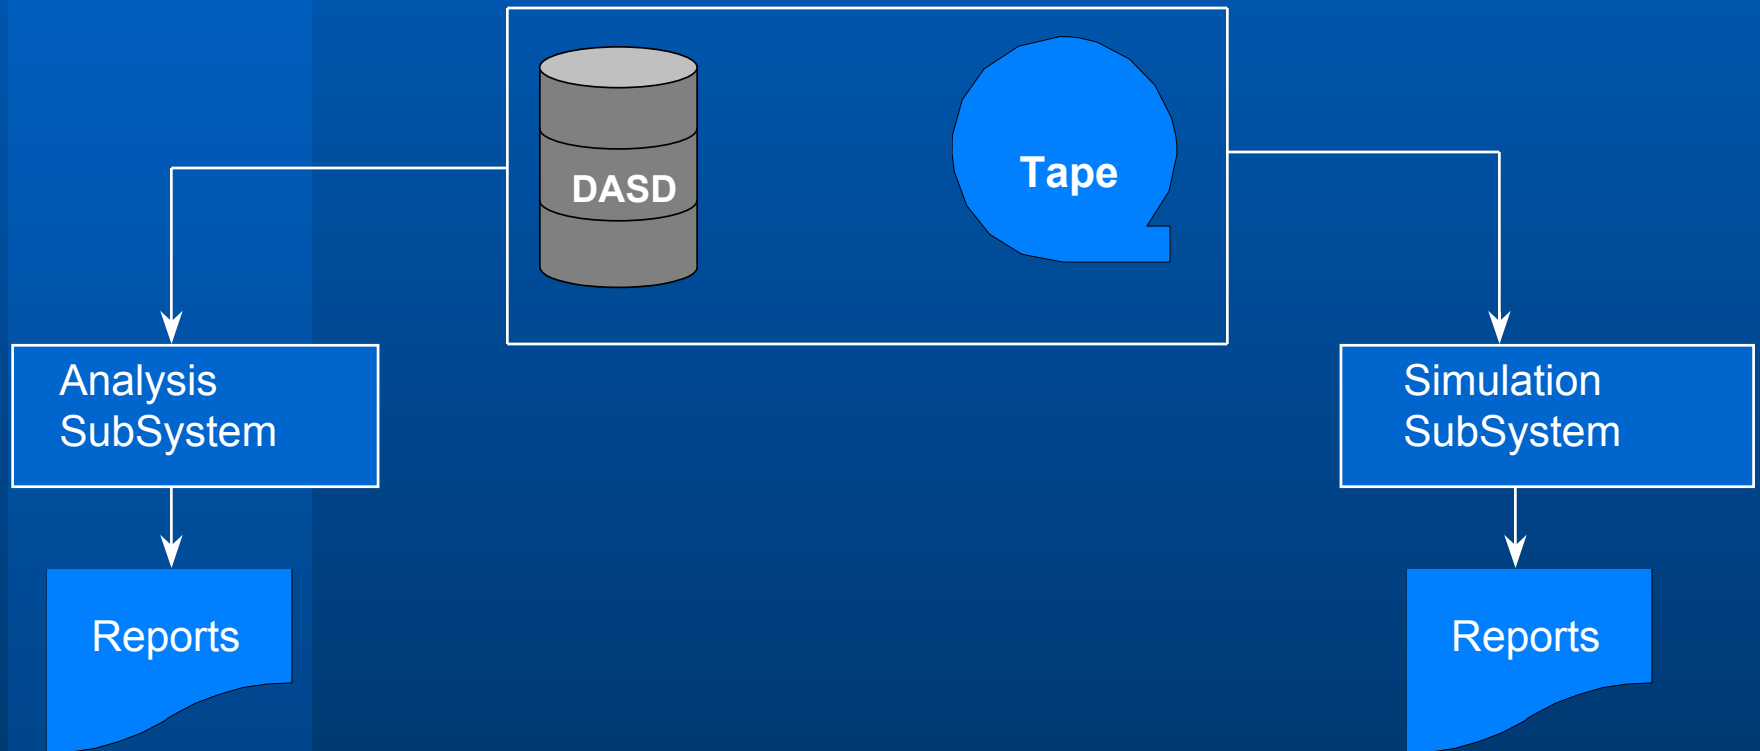 DASD
Tape
Analysis
SubSystem
Simulation
SubSystem
Reports
Reports